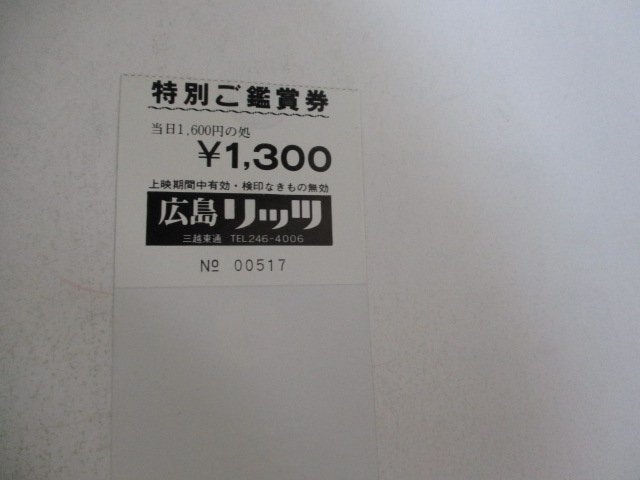 特別ご鑑賞券
当日1,600円の処
¥1,300
上映期間中有効・検印なきもの無効
広島リッツ
三越東通 TEL246-4006
№ 00517